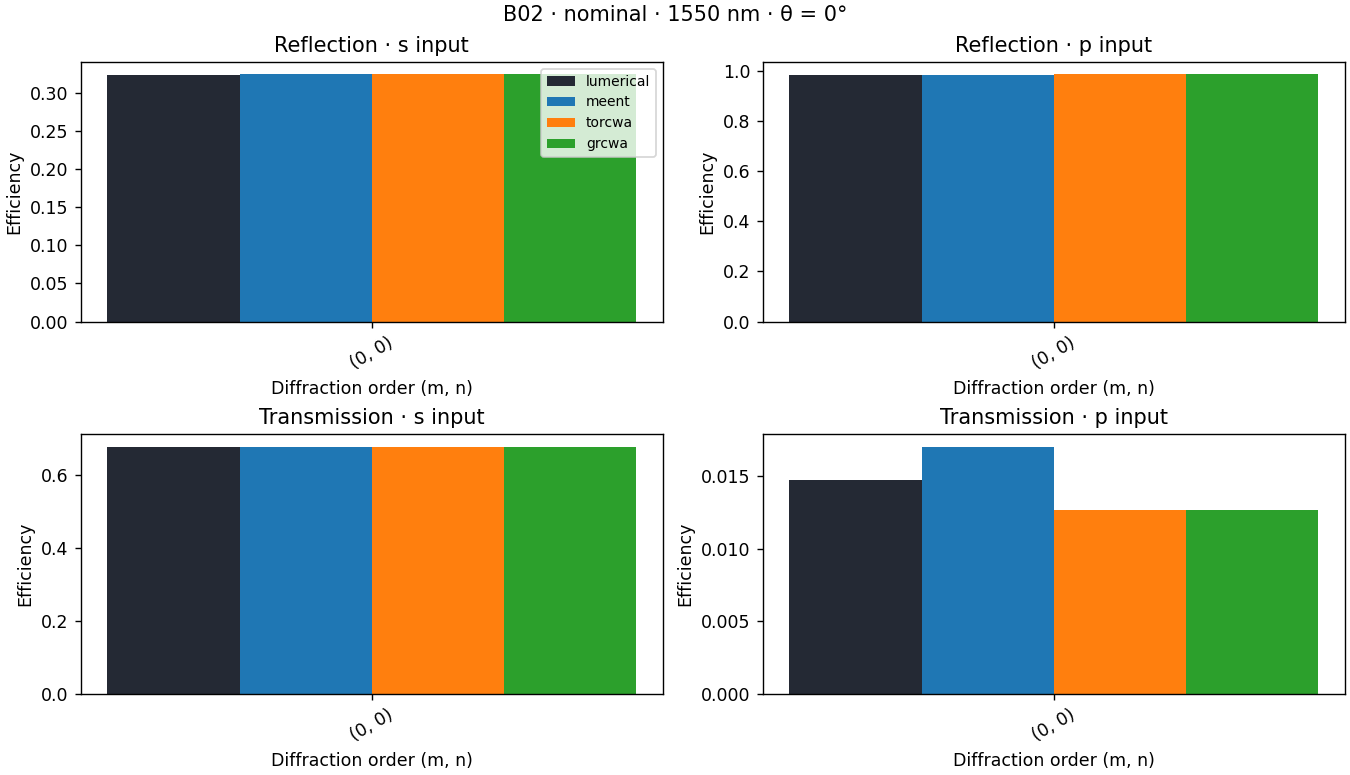 B02 · nominal · 1550 nm · θ = 0°
Reflection · s input
Efficiency
0.30
0.25
0.20
0.15
0.10
0.05
0.00
lumerical
meent
torcwa
grcwa
(0, 0)
Diffraction order (m, n)
Reflection · p input
Efficiency
1.0
0.8
0.6
0.4
0.2
0.0
(0, 0)
Diffraction order (m, n)
Transmission · s input
Efficiency
0.6
0.4
0.2
0.0
(0, 0)
Diffraction order (m, n)
Transmission · p input
Efficiency
0.015
0.010
0.005
0.000
(0, 0)
Diffraction order (m, n)